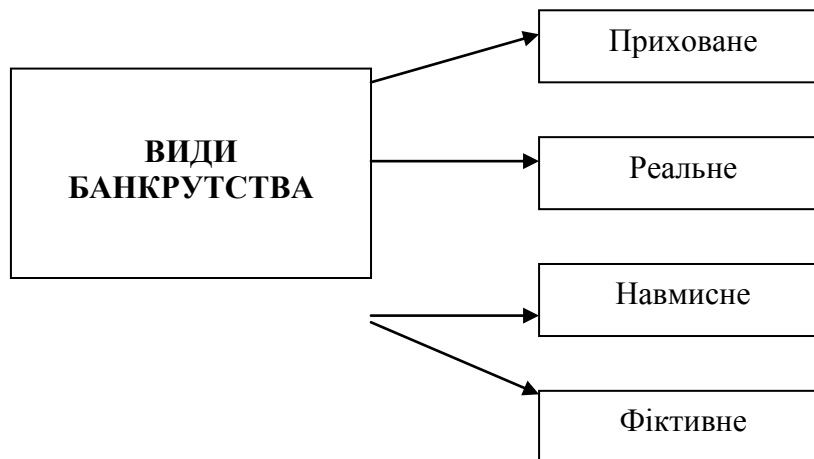 ВИДИ
БАНКРУТСТВА
Приховане
Реальне
Навмисне
Фіктивне